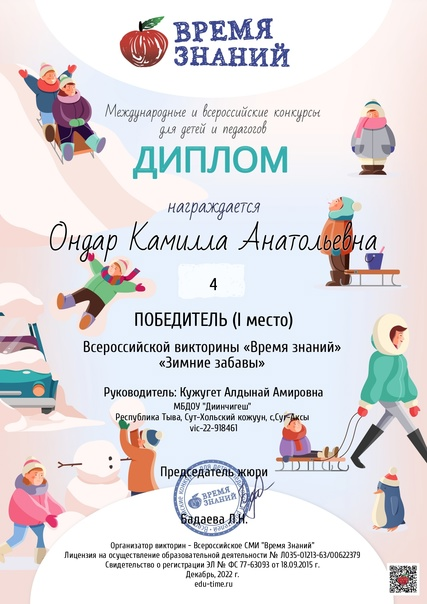 ВРЕМЯ
ЗНАНИЙ
Международные и всероссийские конкурсы
для детей и педагогов
ДИПЛОМ
награждается
Ондар Камилла Анатольевна
4
ПОБЕДИТЕЛЬ (I место)
Всероссийской викторины «Время знаний»
«Зимние забавы»
Руководитель: Кужугет Алдынай Амировна
МБДОУ "Диинчигеш"
Республика Тыва, Сут-Хольский кожуун, с,Суг-Аксы
vic-22-918461
Председатель жюри
ВРЕМЯ
ЗНАНИЙ
Бадаева Л.Н.
Организатор викторин - Всероссийское СМИ "Время Знаний"
Лицензия на осуществление образовательной деятельности № Л035-01213-63/00622379
Свидетельство о регистрации ЭЛ № ФС 77-63093 от 18.09.2015 г.
Декабрь, 2022 г.
edu-time.ru